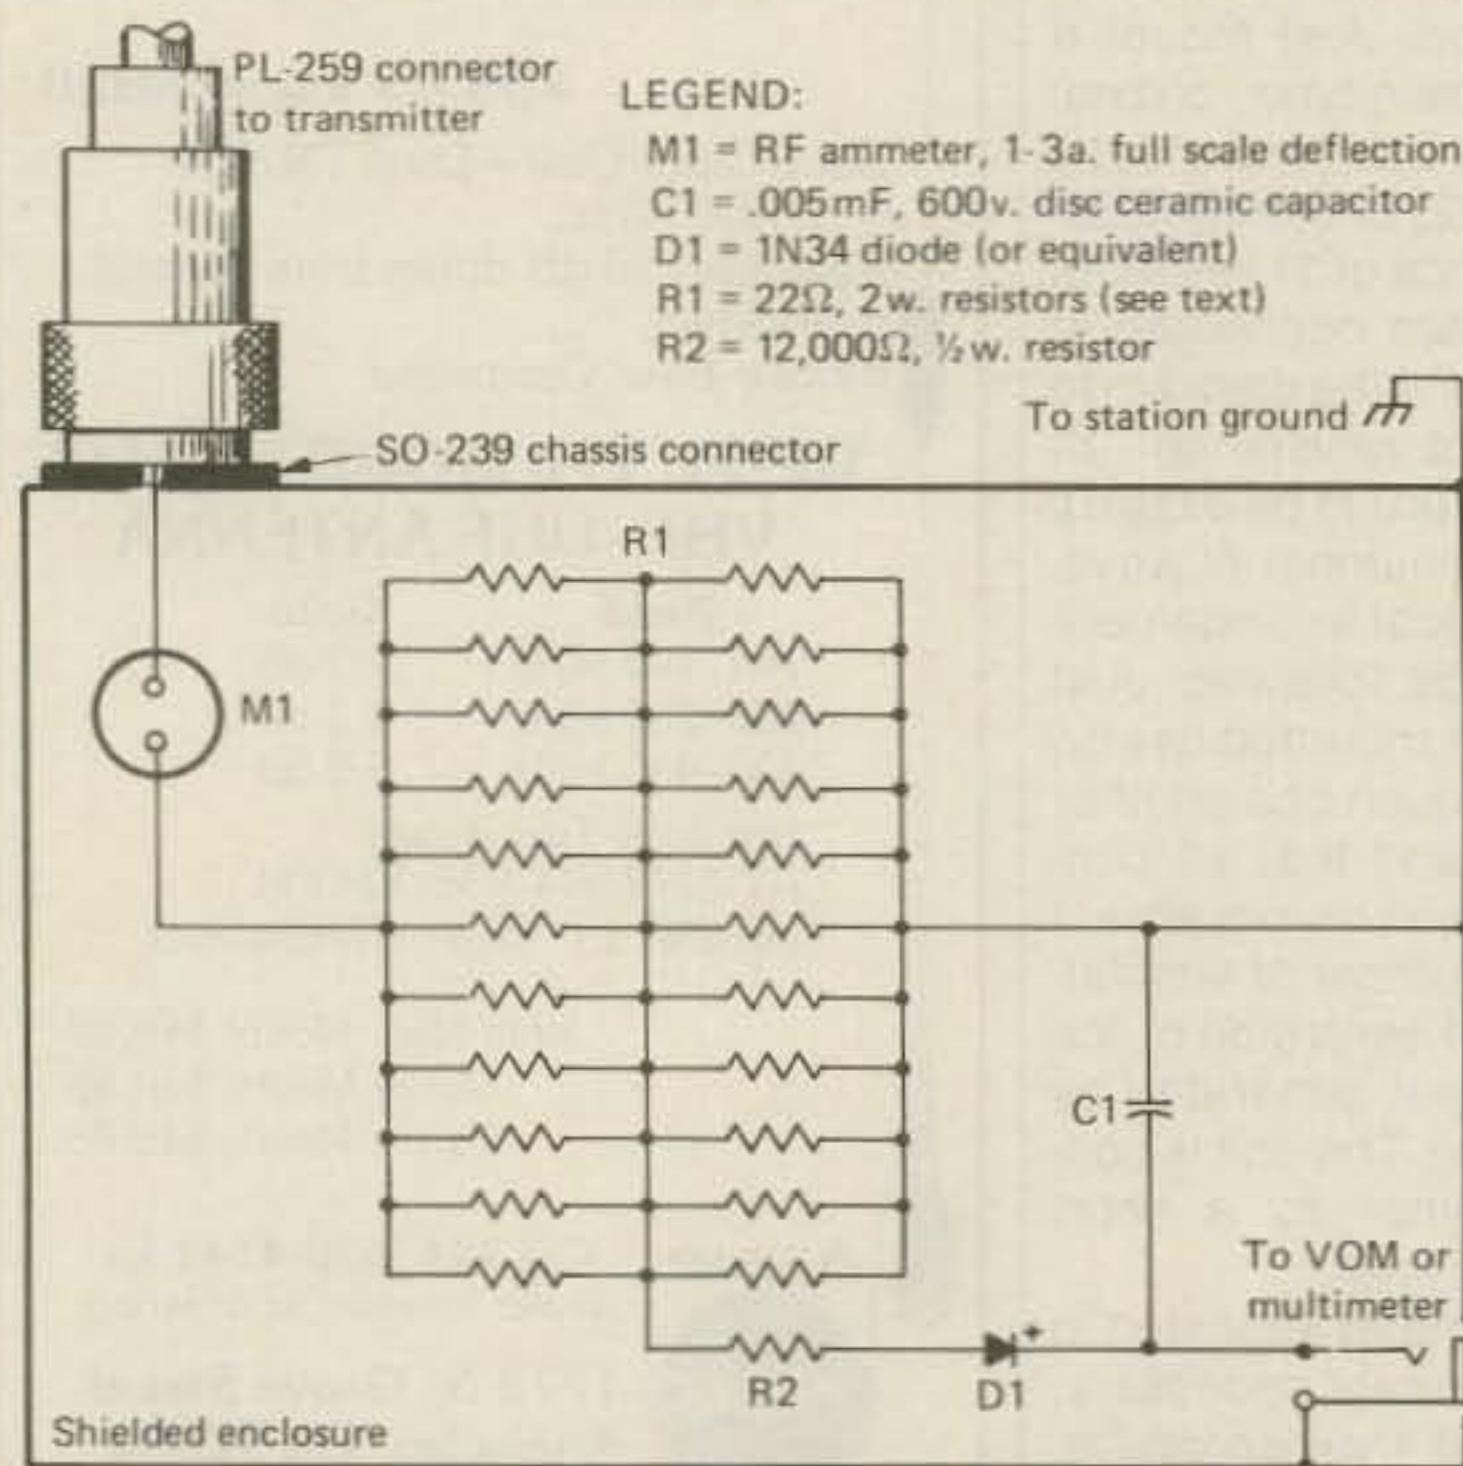 PL-259 connector
to transmitter
LEGEND:
M1 = RF ammeter, 1-3a. full scale deflection
C1 = .005mF, 600v. disc ceramic capacitor
D1 = 1N34 diode (or equivalent)
R1 = 22Ω, 2w. resistors (see text)
R2 = 12,000Ω, ½w. resistor
To station ground
SO-239 chassis connector
R1
M1
C1
To VOM or
multimeter
+
R2
D1
Shielded enclosure